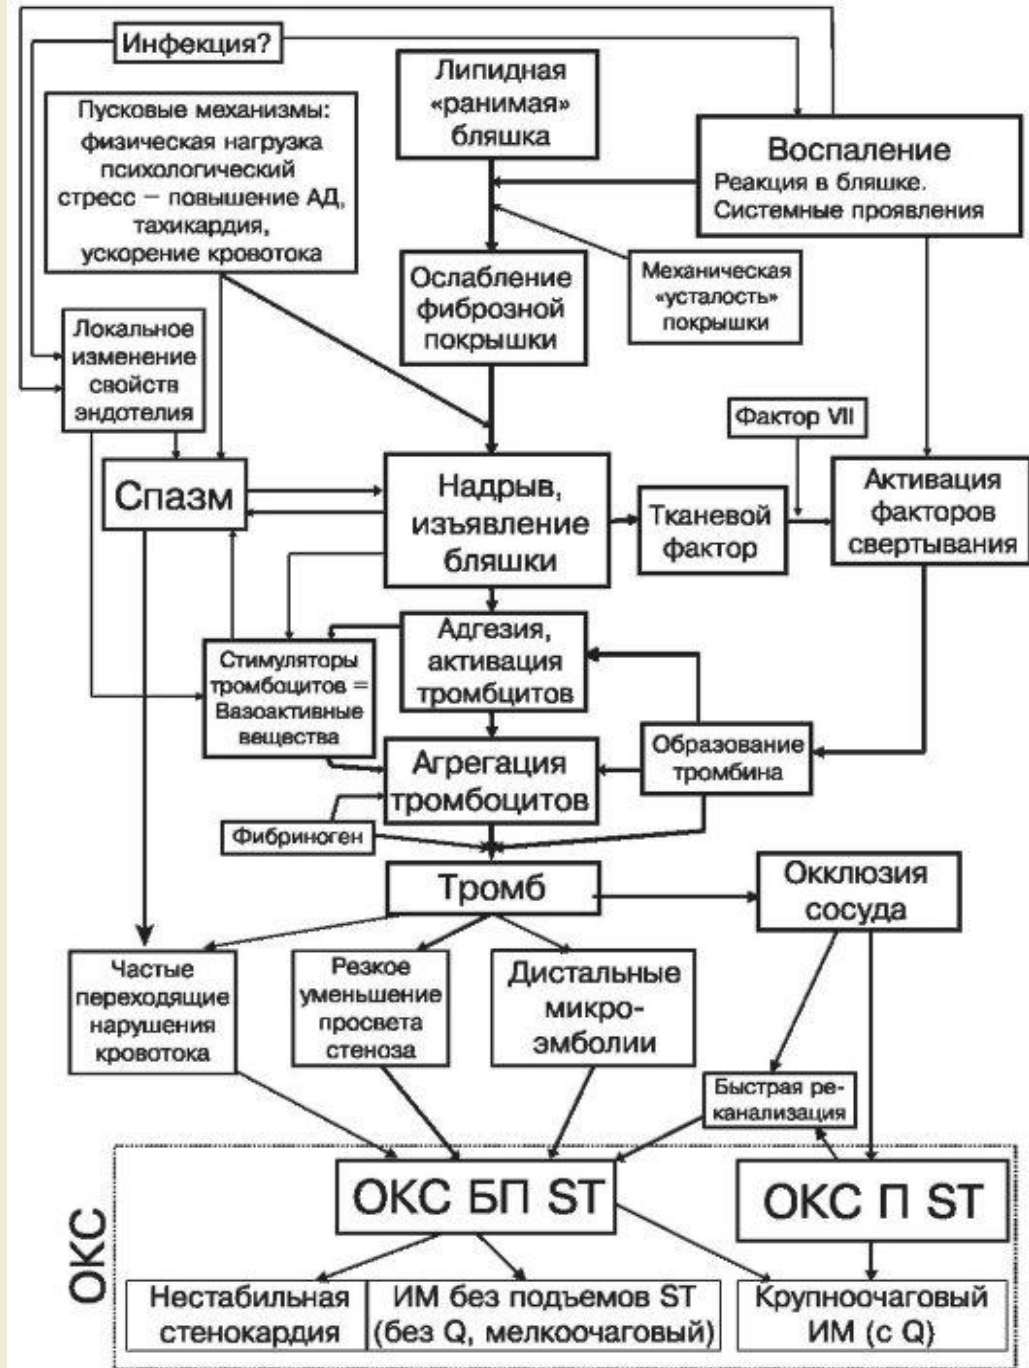 Инфекция?
Липидная
«ранимая»
бляшка
Пусковые механизмы:
физическая нагрузка
психологический
стресс – повышение АД,
тахикардия,
ускорение кровотока
Воспаление
Реакция в бляшке.
Системные проявления
Ослабление
фиброзной
покрышки
Механическая
«усталость»
покрышки
Локальное
изменение
свойств
эндотелия
Фактор VII
Спазм
Надрыв,
изъявление
бляшки
Тканевой
фактор
Активация
факторов
свертывания
Адгезия,
активация
тромбцитов
Стимуляторы
тромбоцитов =
Вазоактивные
вещества
Образование
тромбина
Агрегация
тромбоцитов
Фибриноген
Тромб
Окклюзия
сосуда
Частые
переходящие
нарушения
кровотока
Резкое
уменьшение
просвета
стеноза
Дистальные
микро-
эмболии
Быстрая ре-
канализация
ОКС
ОКС БП ST
ОКС П ST
Нестабильная
стенокардия
ИМ без подъемов ST
(без Q, мелкоочаговый)
Крупноочаговый
ИМ (с Q)